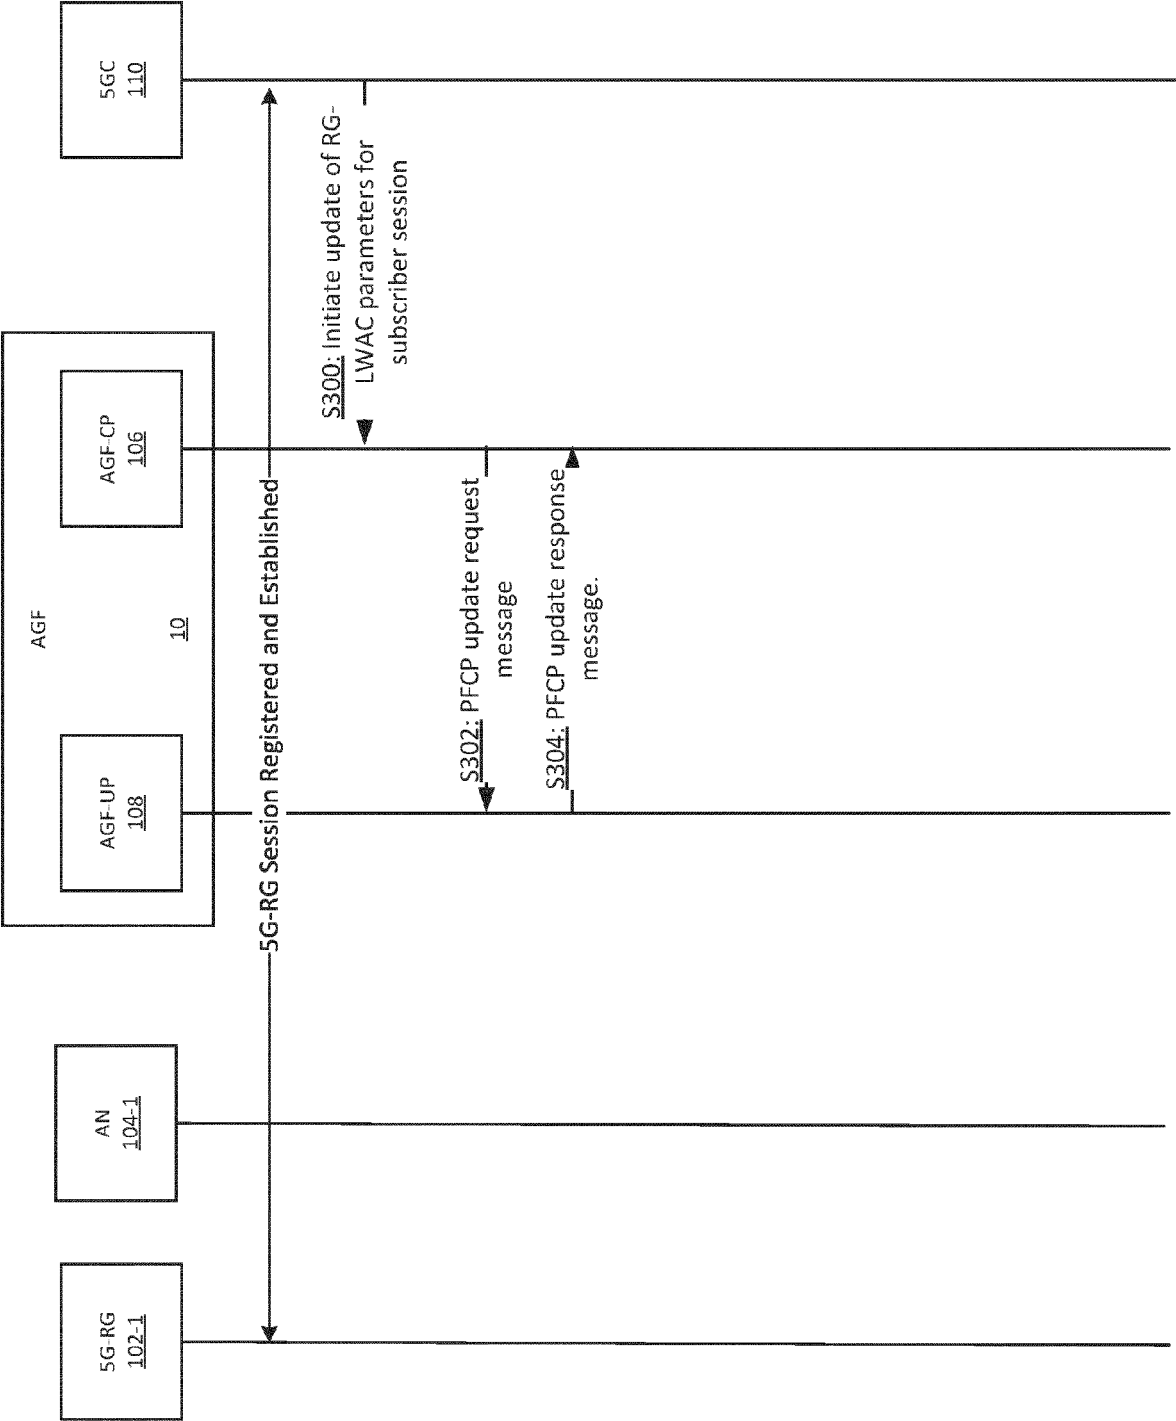 5G-RG
102-1
AN
104-1
AGF
AGF-UP
108
10
AGF-CP
106
5GC
110
5G-RG Session Registered and Established
S300: Initiate update of RG-
LWAC parameters for
subscriber session
S302: PFCP update request
message
S304: PFCP update response
message.